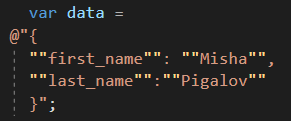 var data =
@"{
""first_name"": ""Misha"",
""last_name"":""Pigalov""
}";